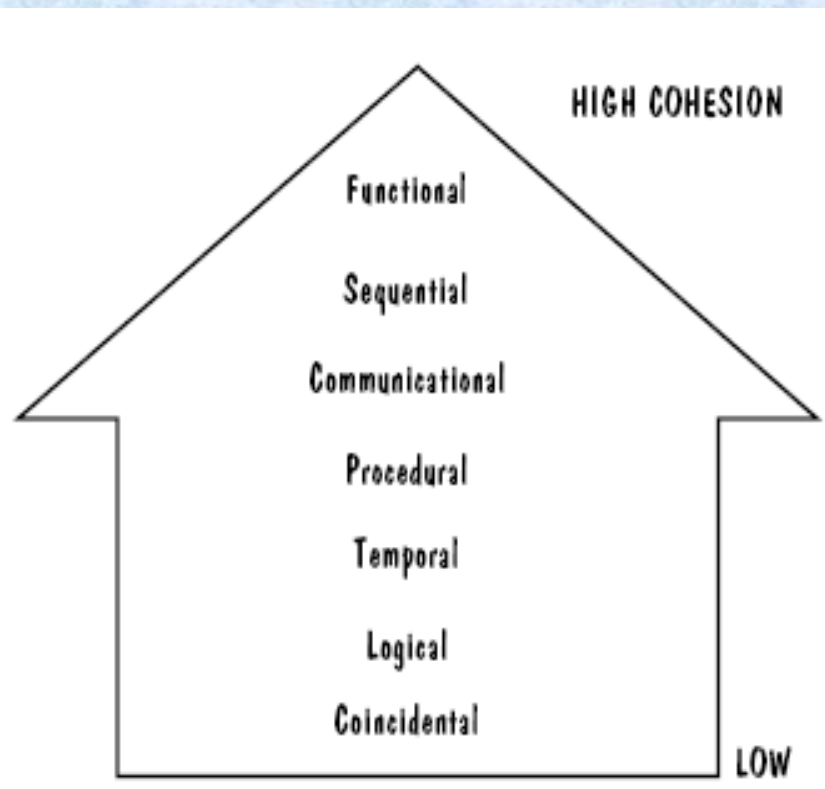 HIGH COHESION
Functional
Sequential
Communicational
Procedural
Temporal
Logical
Coincidental
LOW